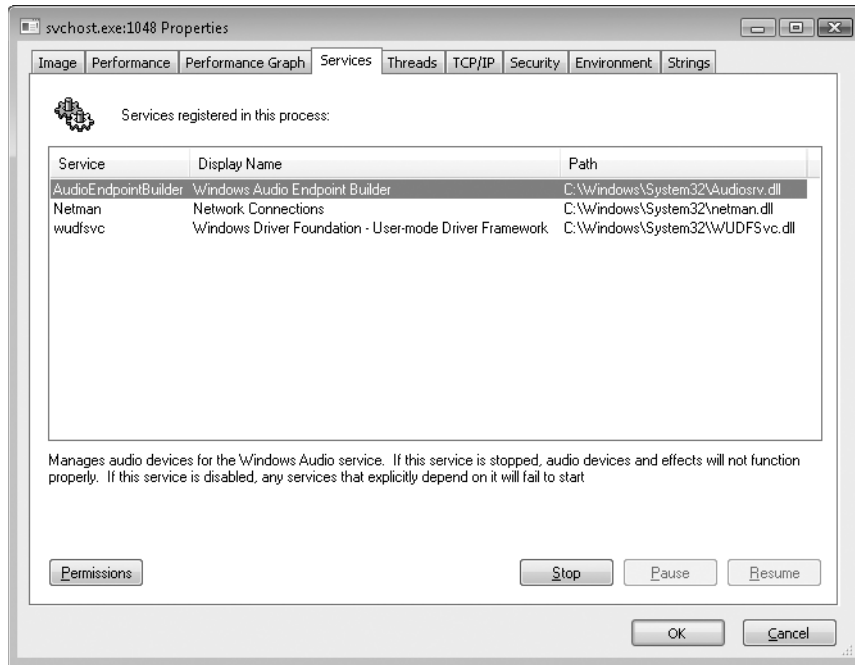 svchost.exe:1048 Properties
Image Performance Performance Graph Services Threads TCP/IP Security Environment Strings
Services registered in this process:
Service Display Name Path
AudioEndpointBuilder Windows Audio Endpoint Builder C:\Windows\System32\Audiosrv.dll
Netman Network Connections C:\Windows\System32\netman.dll
wudfsvc Windows Driver Foundation - User-mode Driver Framework C:\Windows\System32\WUDFSvc.dll
Manages audio devices for the Windows Audio service. If this service is stopped, audio devices and effects will not function
properly. If this service is disabled, any services that explicitly depend on it will fail to start
Permissions Stop Pause Resume
OK Cancel